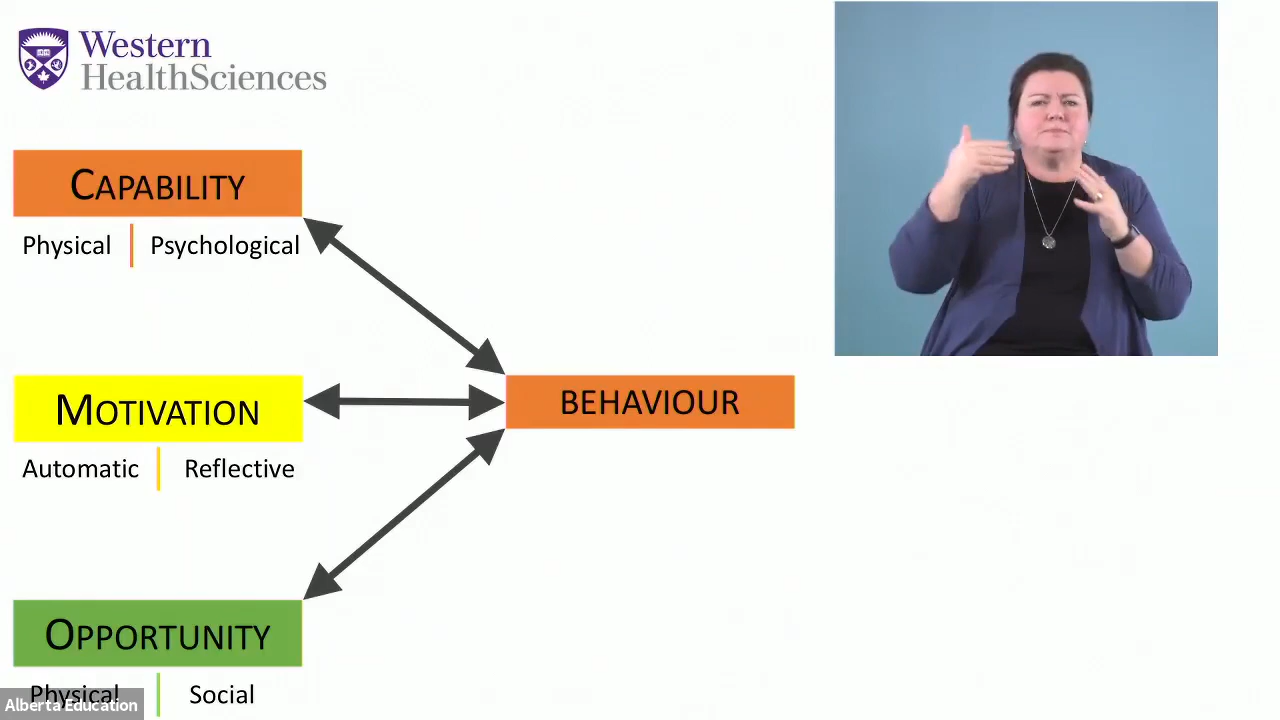 Western
HealthSciences
CAPABILITY
Physical
Psychological
MOTIVATION
Automatic
Reflective
BEHAVIOUR
OPPORTUNITY
Physical
Social
Alberta Education